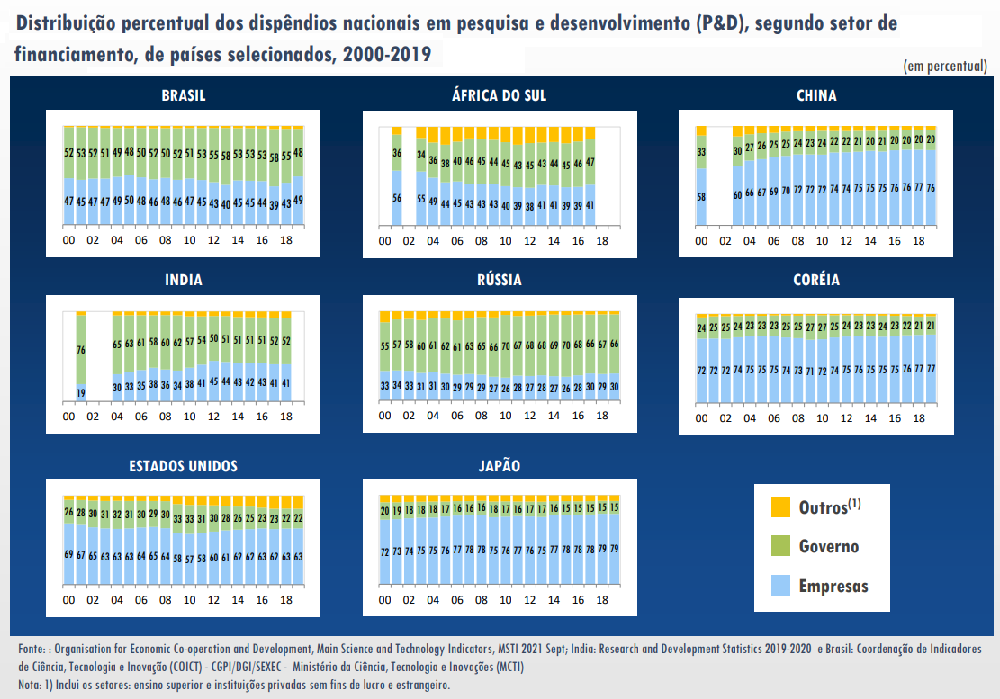 Distribuição percentual dos dispêndios nacionais em pesquisa e desenvolvimento (P&D), segundo setor de
financiamento, de países selecionados, 2000-2019
(em percentual)
BRASIL
52 53 52 51 49 48 50 52 50 52 51 53 55 58 53 53 53 58 55 48
47 45 47 47 49 50 48 46 48 46 47 45 43 40 45 45 44 39 43 49
00 02 04 06 08 10 12 14 16 18
ÁFRICA DO SUL
36 34 36 38 40 46 45 44 45 43 45 43 44 45 46 47
56 55 49 44 45 43 43 43 40 39 38 41 41 39 39 41
00 02 04 06 08 10 12 14 16 18
CHINA
33 30 27 26 25 25 24 23 24 22 22 21 20 21 20 20 20 20
58 60 66 67 69 70 72 72 72 74 74 75 75 75 76 76 77 76
00 02 04 06 08 10 12 14 16 18
INDIA
76 65 63 61 58 60 62 57 54 50 51 51 51 51 52 52
19 30 33 35 38 36 34 38 41 45 44 43 42 43 41 41
00 02 04 06 08 10 12 14 16 18
RÚSSIA
55 57 58 60 61 62 61 63 65 66 70 67 68 68 69 70 68 66 67 66
33 34 33 31 31 30 29 29 29 27 26 28 27 28 27 26 28 30 29 30
00 02 04 06 08 10 12 14 16 18
CORÉIA
24 25 25 24 23 23 23 25 25 27 27 25 24 23 23 24 23 22 21 21
72 72 72 74 75 75 75 74 73 71 72 74 75 76 75 75 75 76 77 77
00 02 04 06 08 10 12 14 16 18
ESTADOS UNIDOS
26 28 30 31 32 31 30 29 30 33 33 31 30 28 26 25 23 23 22 22
69 67 65 63 63 63 64 65 64 58 57 58 60 61 62 62 63 62 63 63
00 02 04 06 08 10 12 14 16 18
JAPÃO
20 19 18 18 18 17 16 16 16 18 17 16 17 17 16 15 15 15 15 15
72 73 74 75 75 76 77 78 78 75 76 77 76 75 77 78 78 78 79 79
00 02 04 06 08 10 12 14 16 18
Outros(1)
Governo
Empresas
Fonte: : Organisation for Economic Co-operation and Development, Main Science and Technology Indicators, MSTI 2021 Sept; India: Research and Development Statistics 2019-2020 e Brasil: Coordenação de Indicadores
de Ciência, Tecnologia e Inovação (COICT) - CGPI/DGI/SEXEC - Ministério da Ciência, Tecnologia e Inovações (MCTI)
Nota: 1) Inclui os setores: ensino superior e instituições privadas sem fins de lucro e estrangeiro.